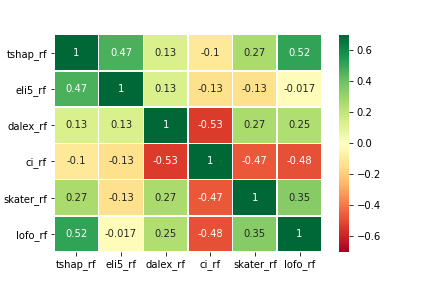 tshap_rf 1 0.47 0.13 -0.1 0.27 0.52
eli5_rf 0.47 1 0.13 -0.13 -0.13 -0.017
dalex_rf 0.13 0.13 1 -0.53 0.27 0.25
ci_rf -0.1 -0.13 -0.53 1 -0.47 -0.48
skater_rf 0.27 -0.13 0.27 -0.47 1 0.35
lofo_rf 0.52 -0.017 0.25 -0.48 0.35 1
tshap_rf eli5_rf dalex_rf ci_rf skater_rf lofo_rf
0.6
0.4
0.2
0.0
−0.2
−0.4
−0.6